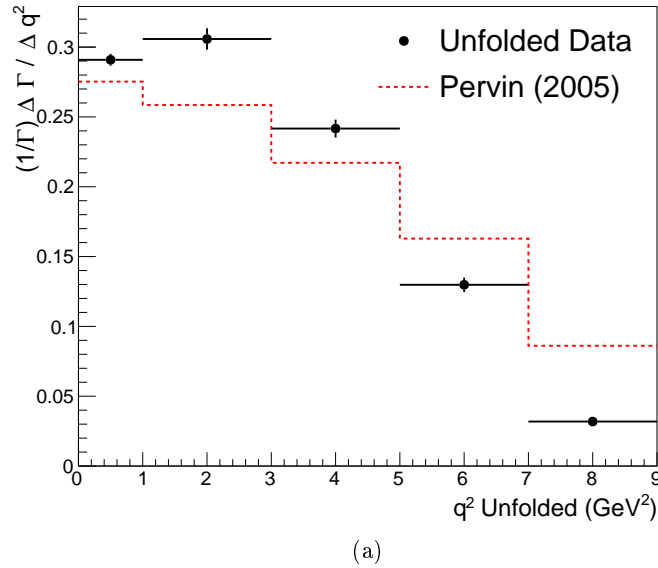 (1/Γ) Δ Γ / Δ q²
0.3
0.25
0.2
0.15
0.1
0.05
0
Unfolded Data
Pervin (2005)
0 1 2 3 4 5 6 7 8 9
q² Unfolded (GeV²)
(a)